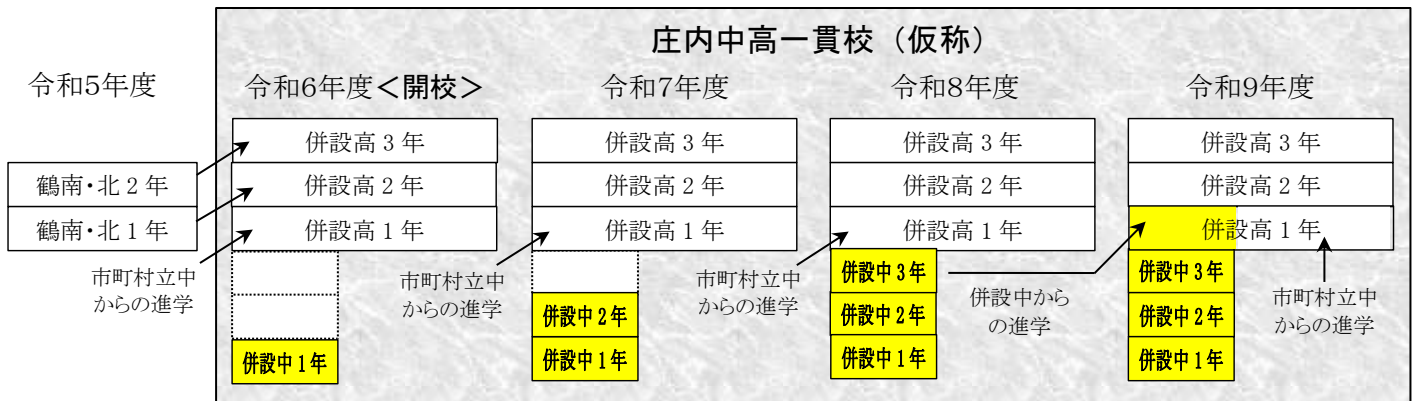 庄内中高一貫校（仮称）
令和5年度
令和6年度＜開校＞
令和7年度
令和8年度
令和9年度
併設高３年
併設高３年
併設高３年
併設高３年
鶴南・北２年
併設高２年
併設高２年
併設高２年
併設高２年
鶴南・北１年
併設高１年
併設高１年
併設高１年
併設高１年
市町村立中
からの進学
市町村立中
からの進学
市町村立中
からの進学
併設中３年
併設中から
の進学
併設中３年
市町村立中
からの進学
併設中２年
併設中２年
併設中２年
併設中１年
併設中１年
併設中１年
併設中１年